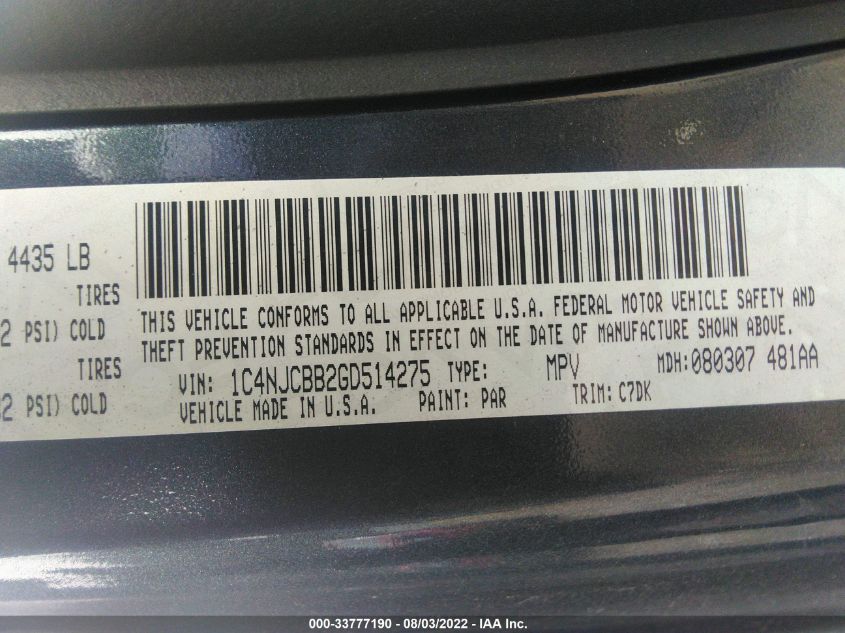 4435 LB
TIRES
2 PSI) COLD
TIRES
2 PSI) COLD
THIS VEHICLE CONFORMS TO ALL APPLICABLE U.S.A. FEDERAL MOTOR VEHICLE SAFETY AND
THEFT PREVENTION STANDARDS IN EFFECT ON THE DATE OF MANUFACTURE SHOWN ABOVE.
VIN: 1C4NJCBB2GD514275 TYPE: MPV MDH:080307 481AA
VEHICLE MADE IN U.S.A. PAINT: PAR TRIM: C7DK
000-33777190 - 08/03/2022 - IAA Inc.